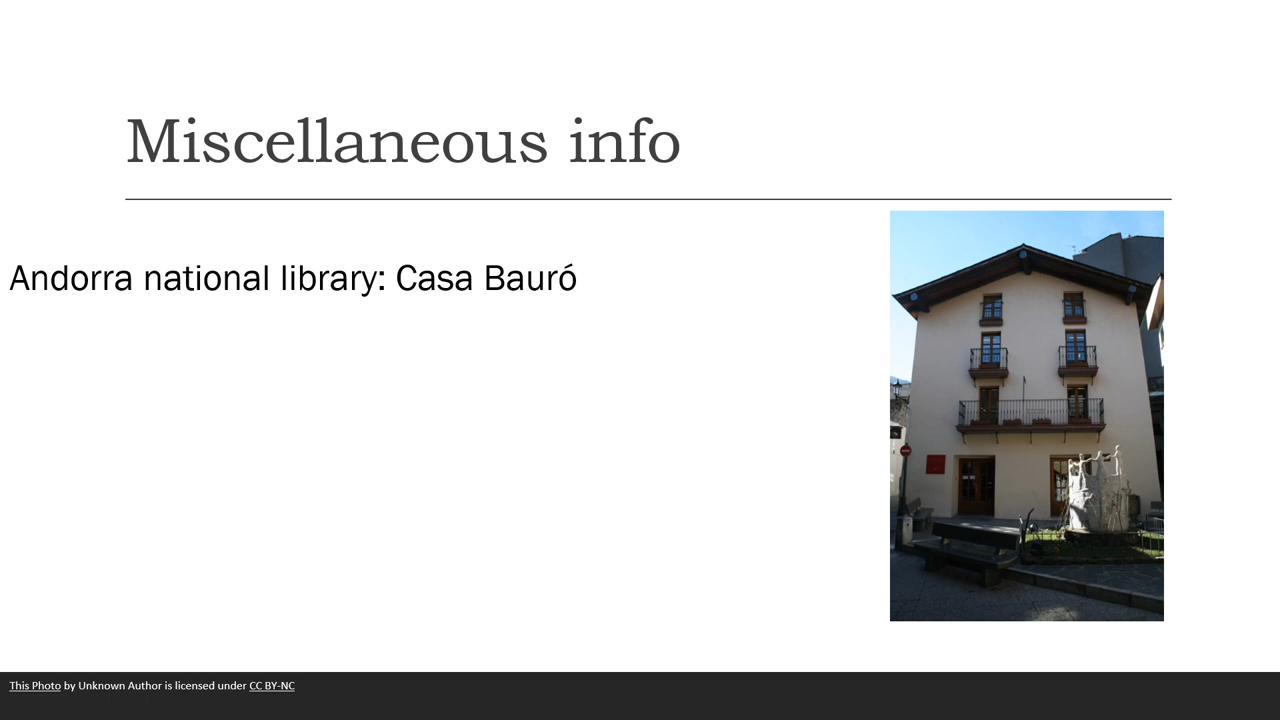 Miscellaneous info
Andorra national library: Casa Bauró
This Photo by Unknown Author is licensed under CC BY-NC